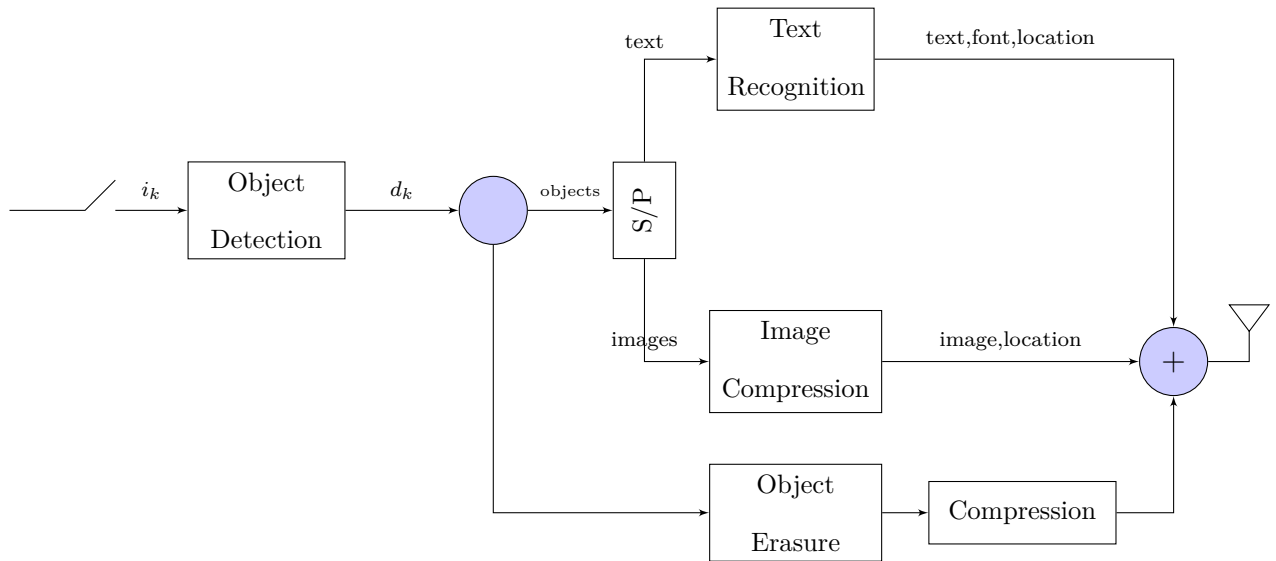 text
Text
Recognition
text,font,location
i_k
Object
Detection
d_k
objects
S/P
images
Image
Compression
image,location
+
Object
Erasure
Compression